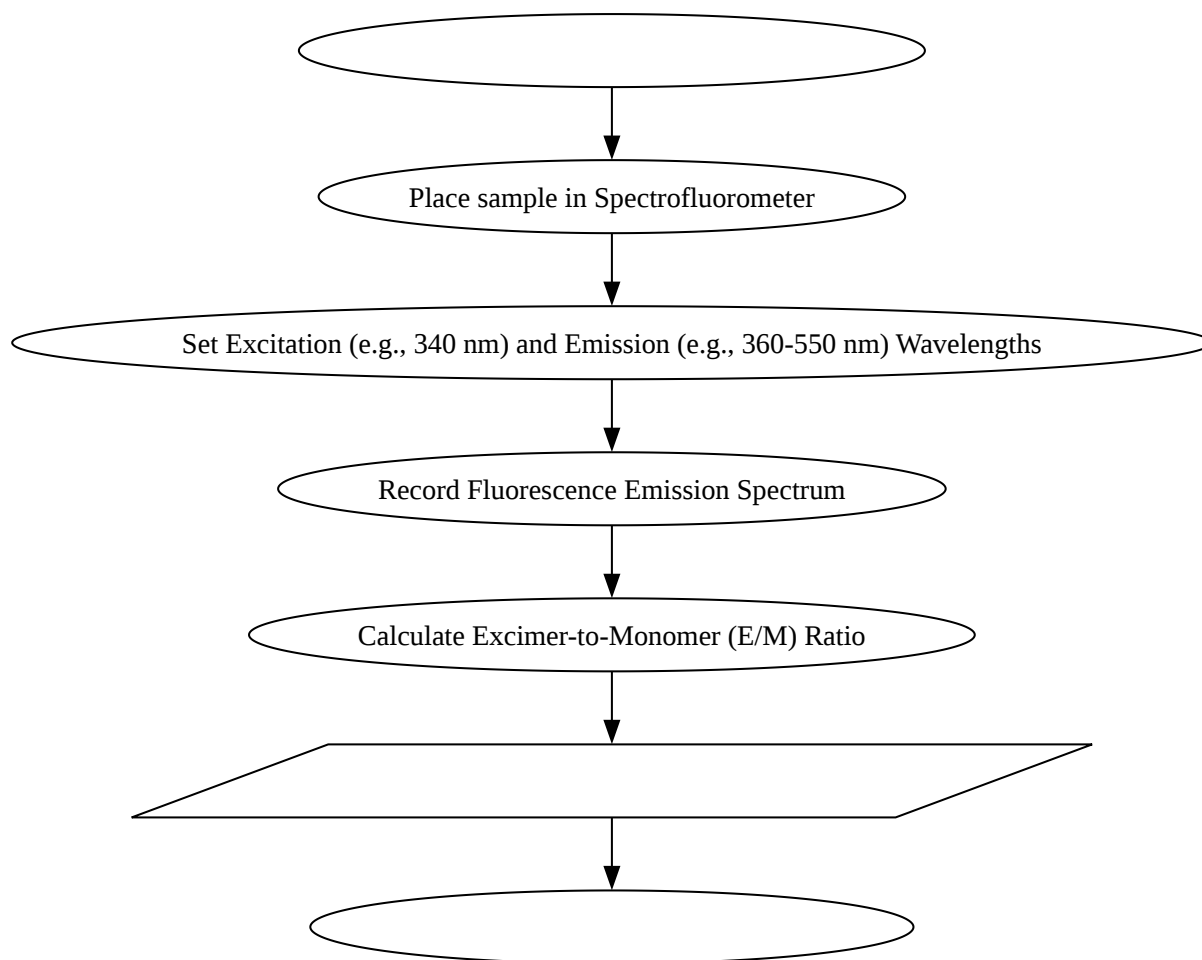 Place sample in Spectrofluorometer
Set Excitation (e.g., 340 nm) and Emission (e.g., 360-550 nm) Wavelengths
Record Fluorescence Emission Spectrum
Calculate Excimer-to-Monomer (E/M) Ratio